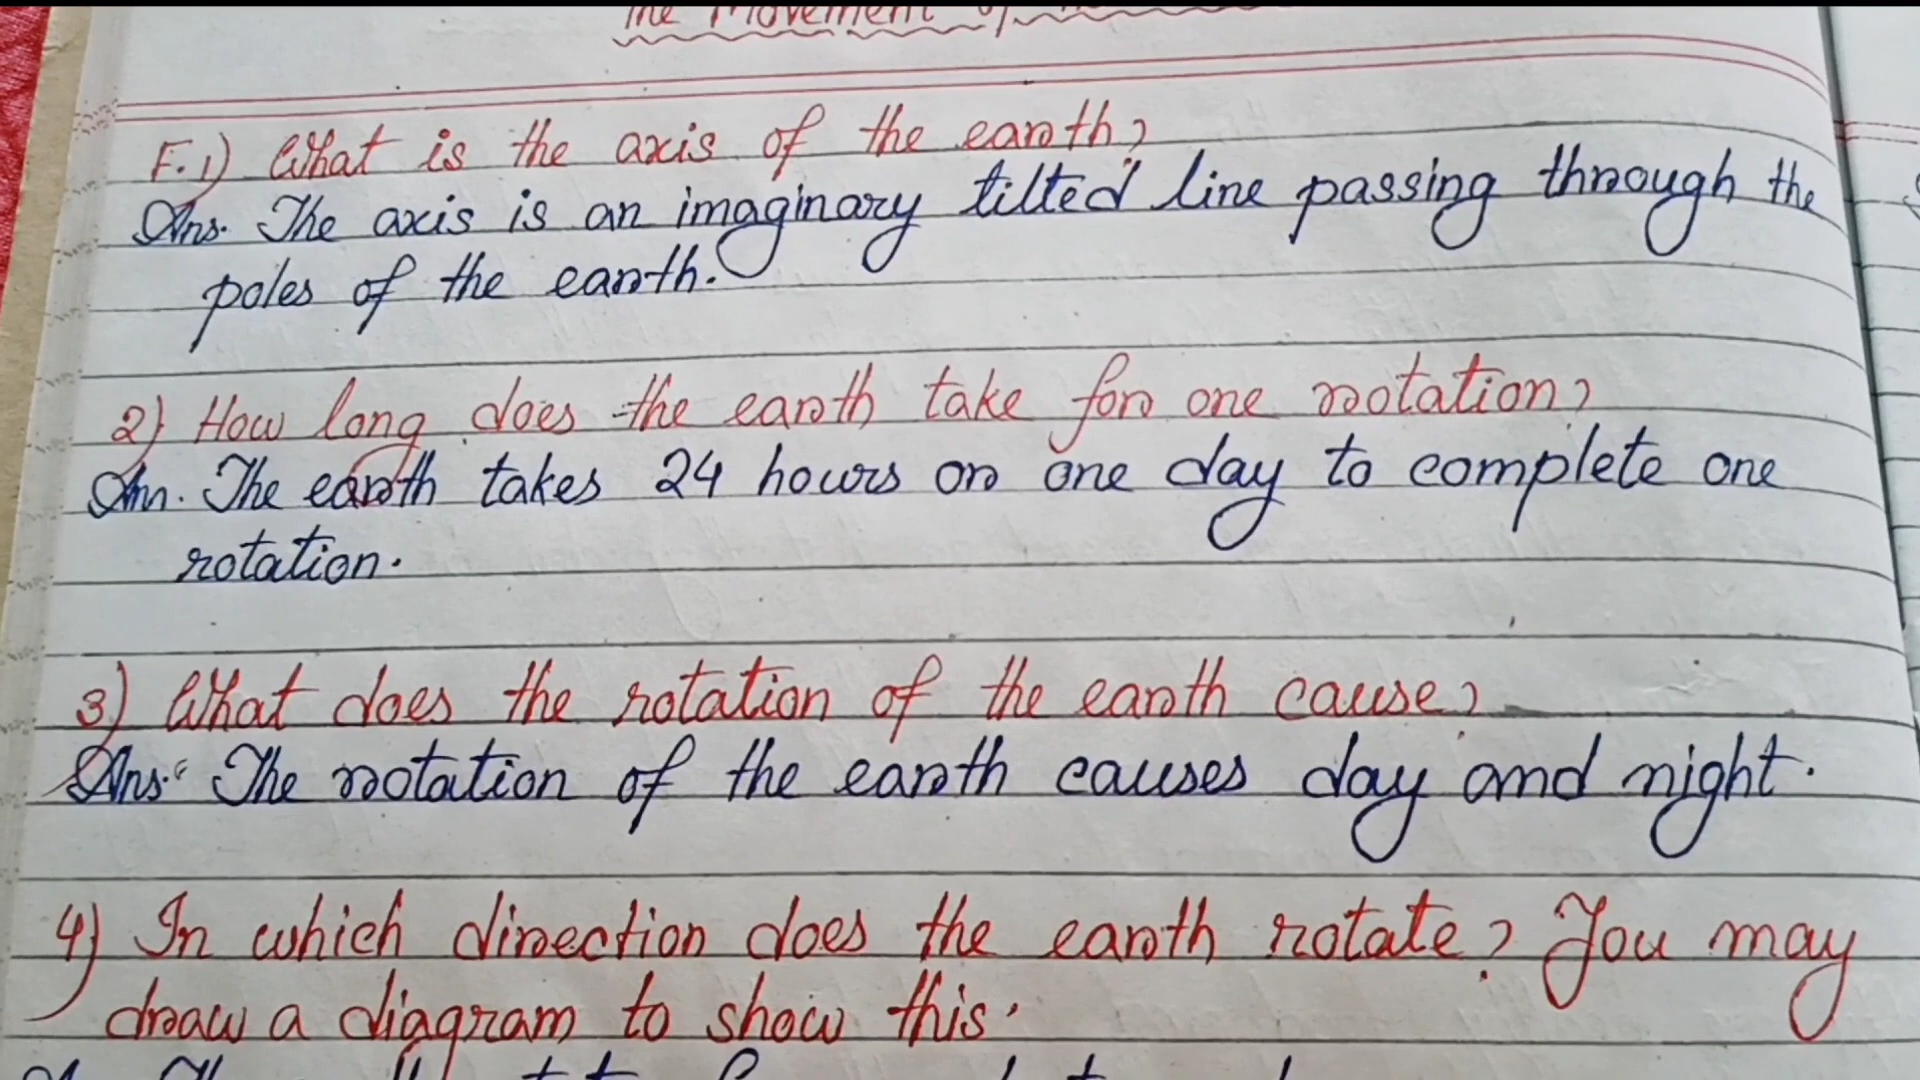 The Movement of
F.1) What is the axis of the earth?
Ans. The axis is an imaginary tilted line passing through the
poles of the earth.
2) How long does the earth take for one rotation?
Ann. The earth takes 24 hours or one day to complete one
rotation.
3) What does the rotation of the earth cause?
Ans. The rotation of the earth causes day and night.
4) In which direction does the earth rotate? You may
draw a diagram to show this.